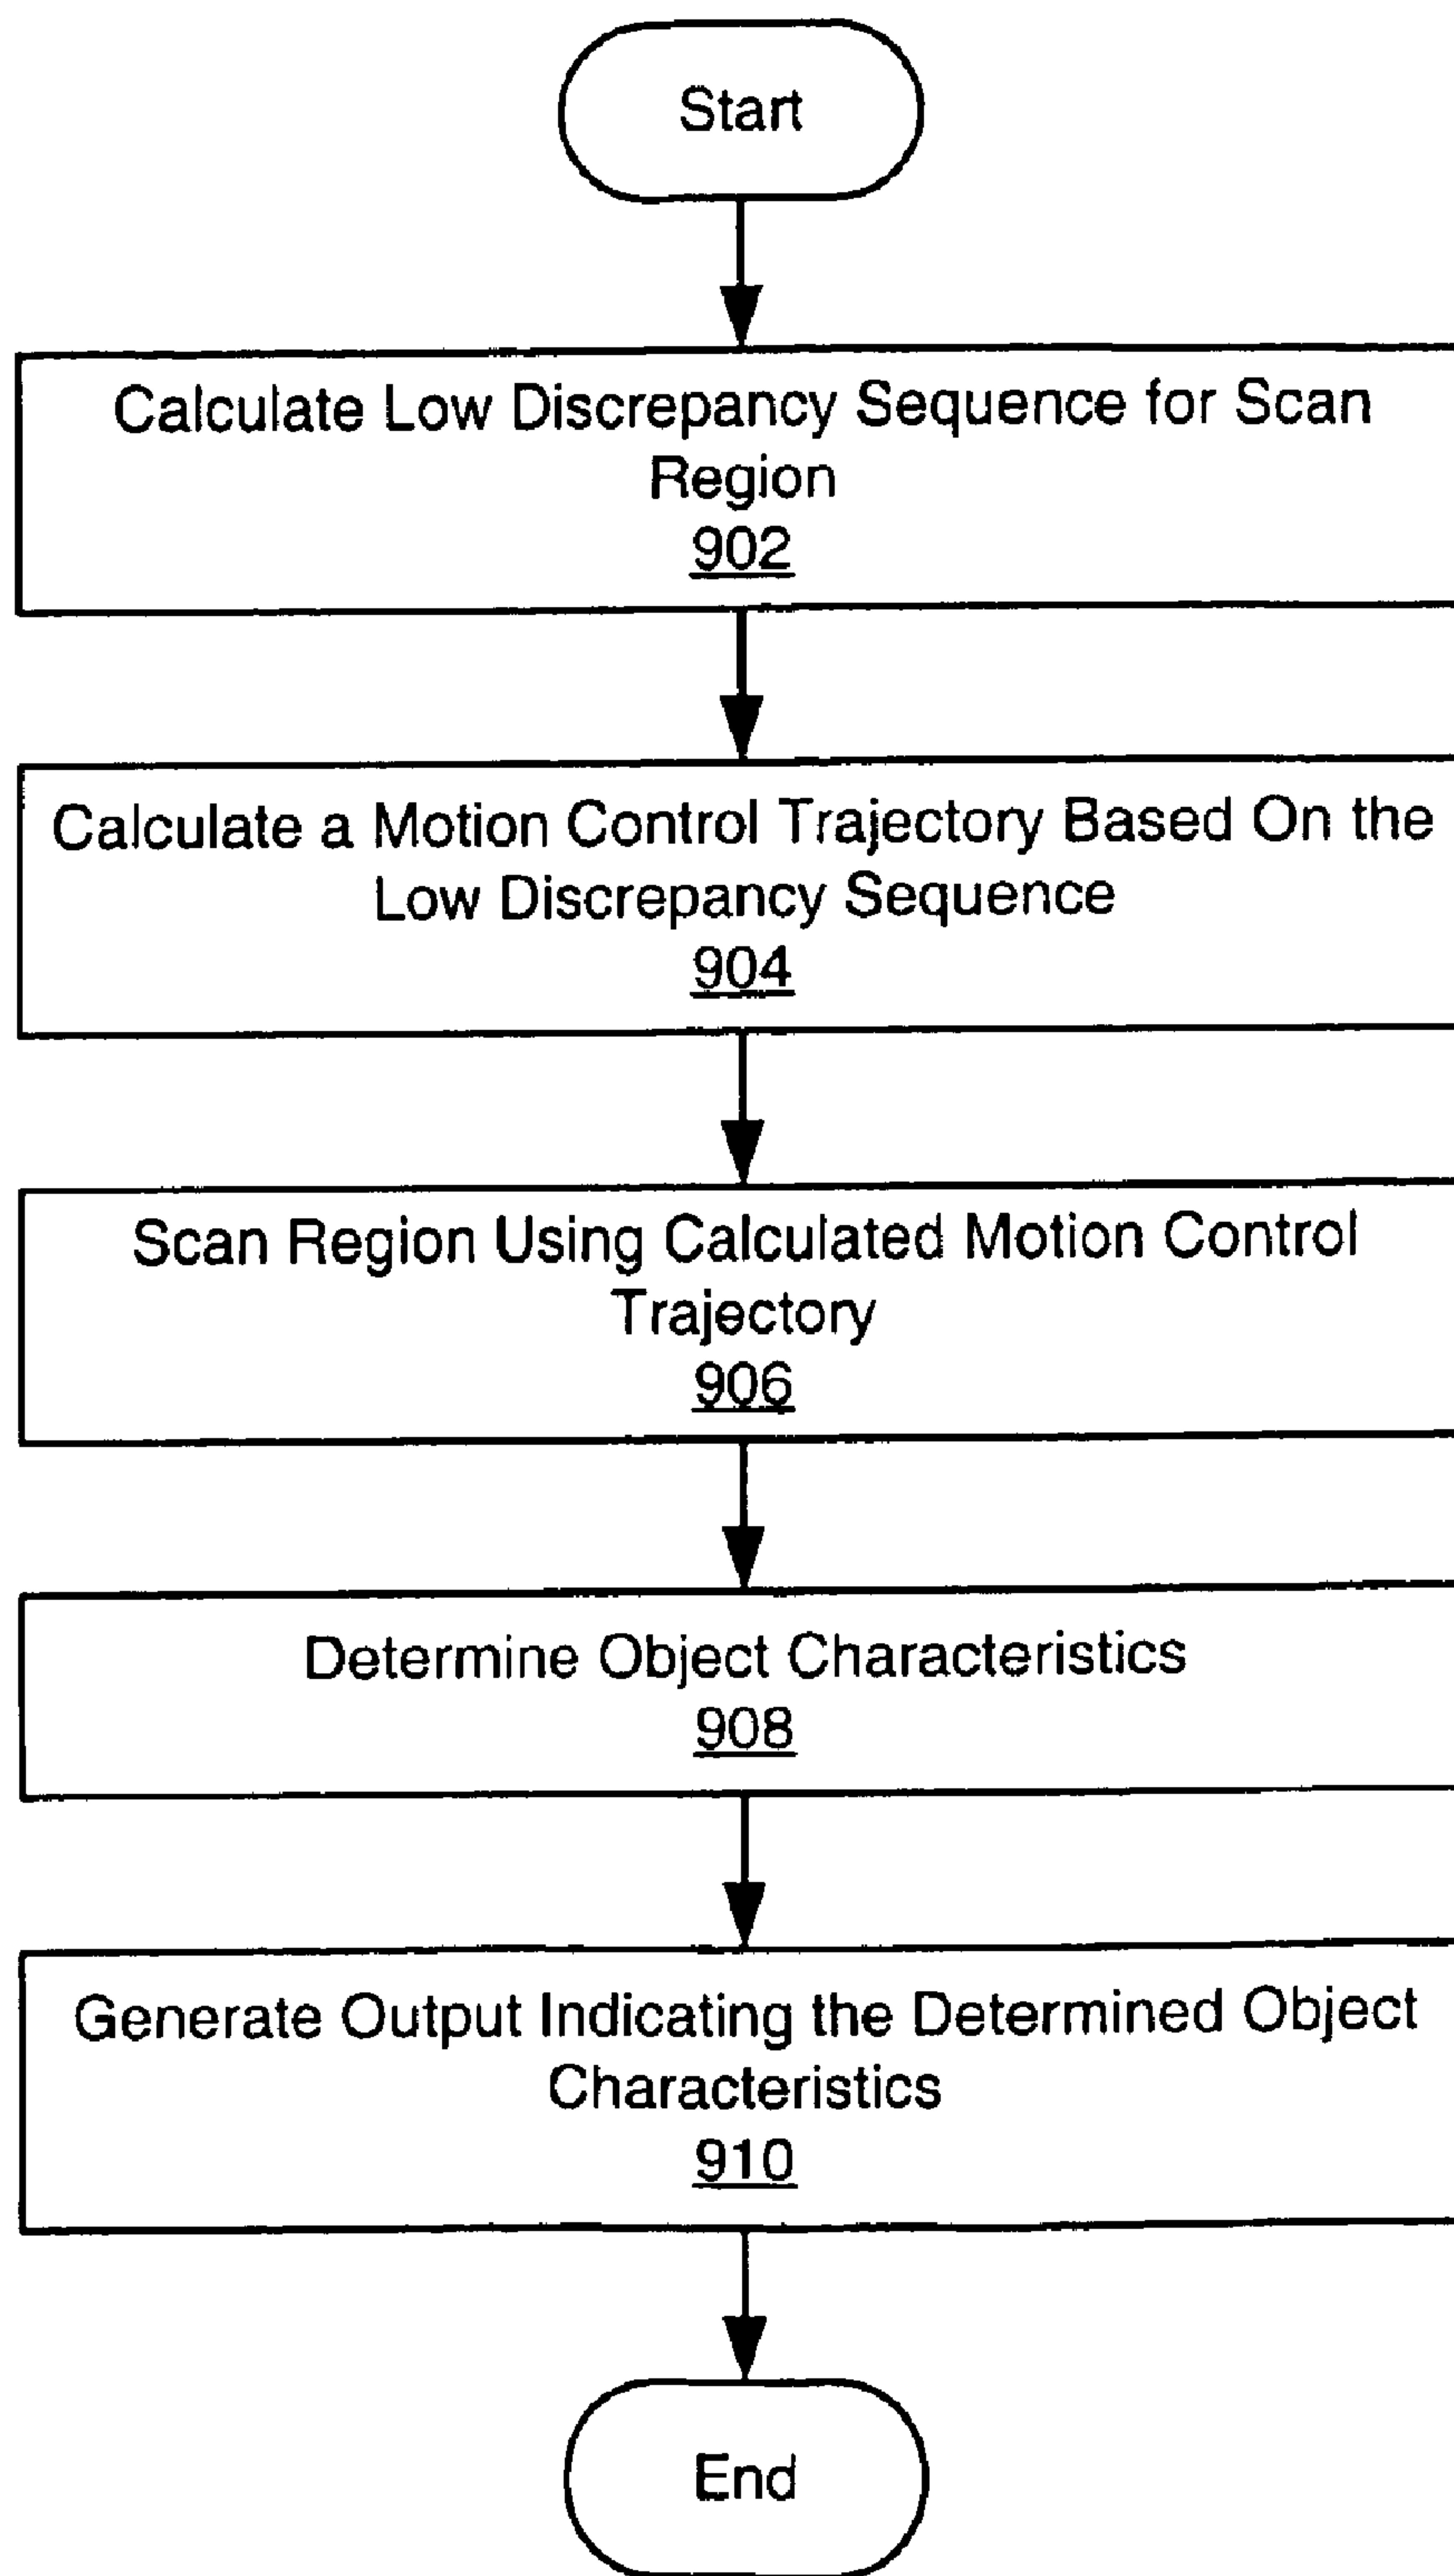 Start
Calculate Low Discrepancy Sequence for Scan
Region
902
Calculate a Motion Control Trajectory Based On the
Low Discrepancy Sequence
904
Scan Region Using Calculated Motion Control
Trajectory
906
Determine Object Characteristics
908
Generate Output Indicating the Determined Object
Characteristics
910
End